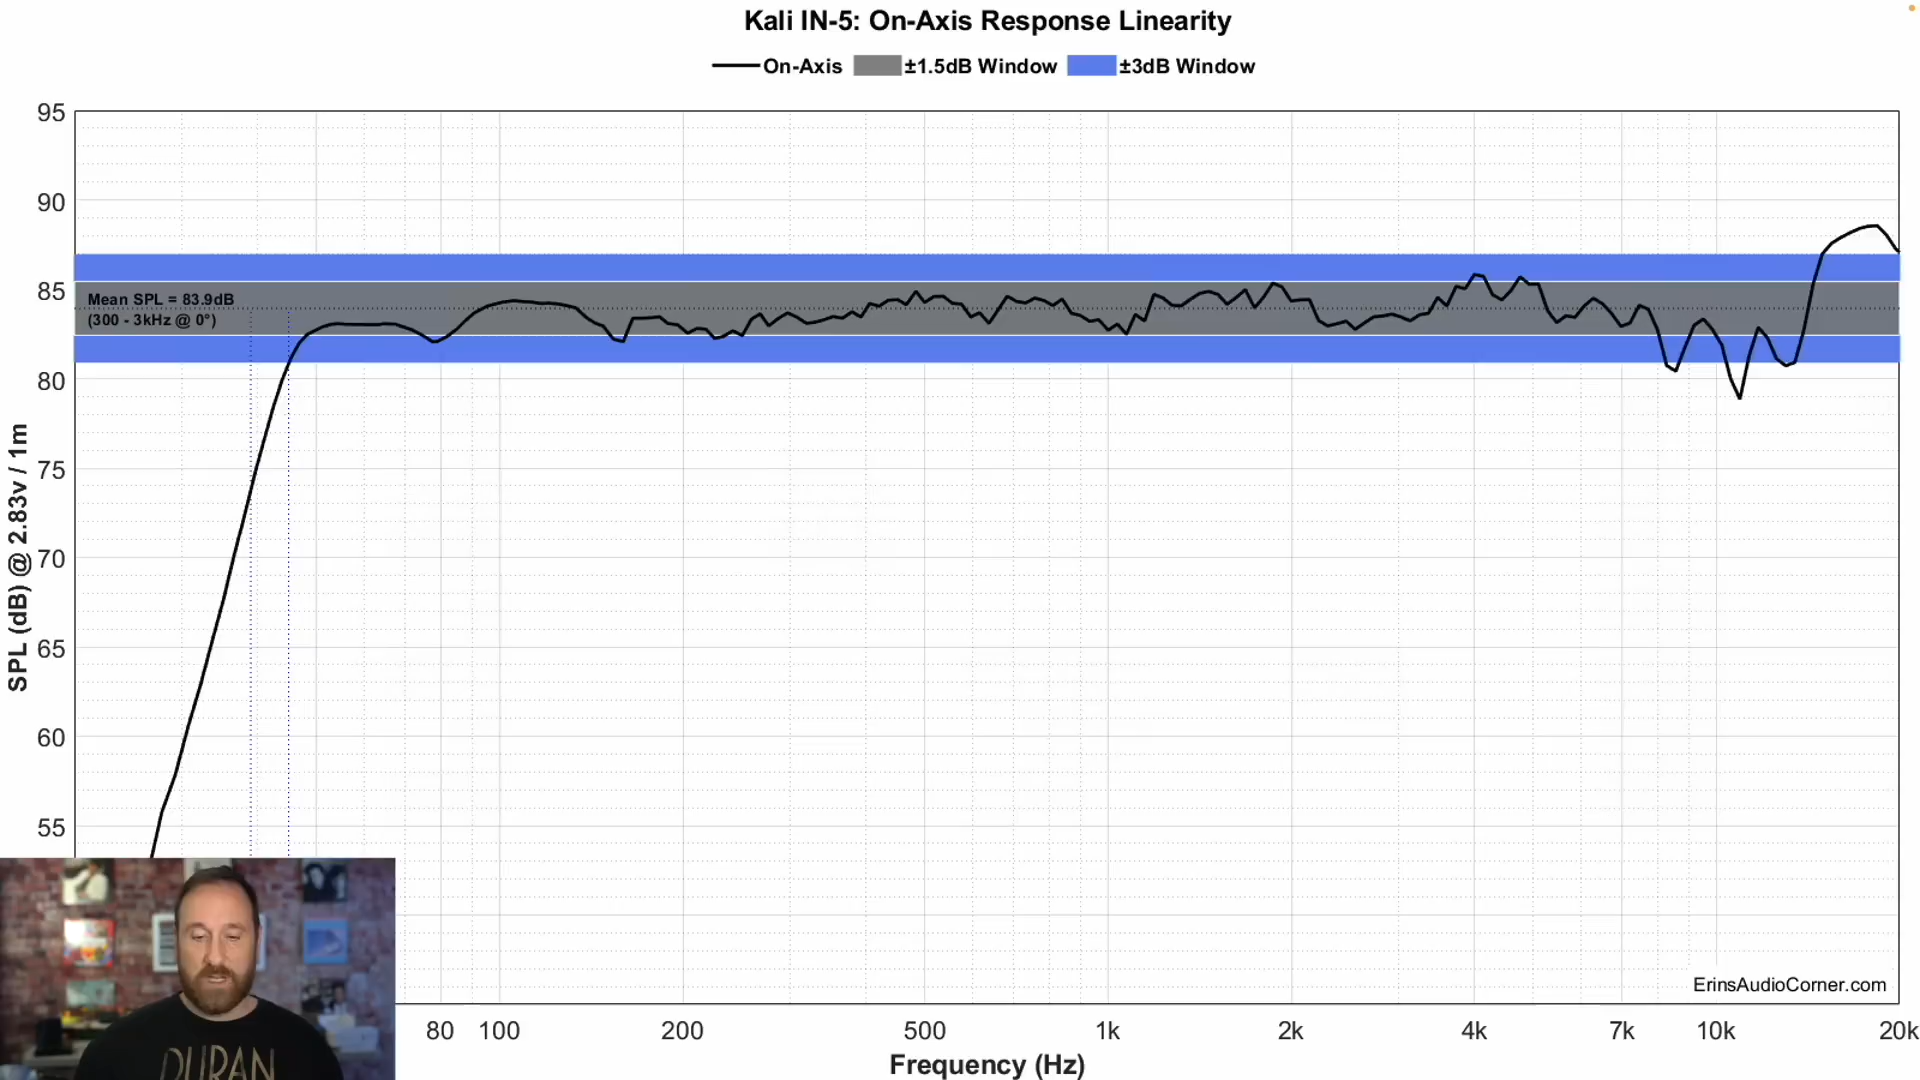 Kali IN-5: On-Axis Response Linearity
On-Axis ±1.5dB Window ±3dB Window
95
90
85
80
75
70
65
60
55
SPL (dB) @ 2.83v / 1m
Mean SPL = 83.9dB
(300 - 3kHz @ 0°)
ErinsAudioCorner.com
80 100 200 500 1k 2k 4k 7k 10k 20k
Frequency (Hz)
DURAN